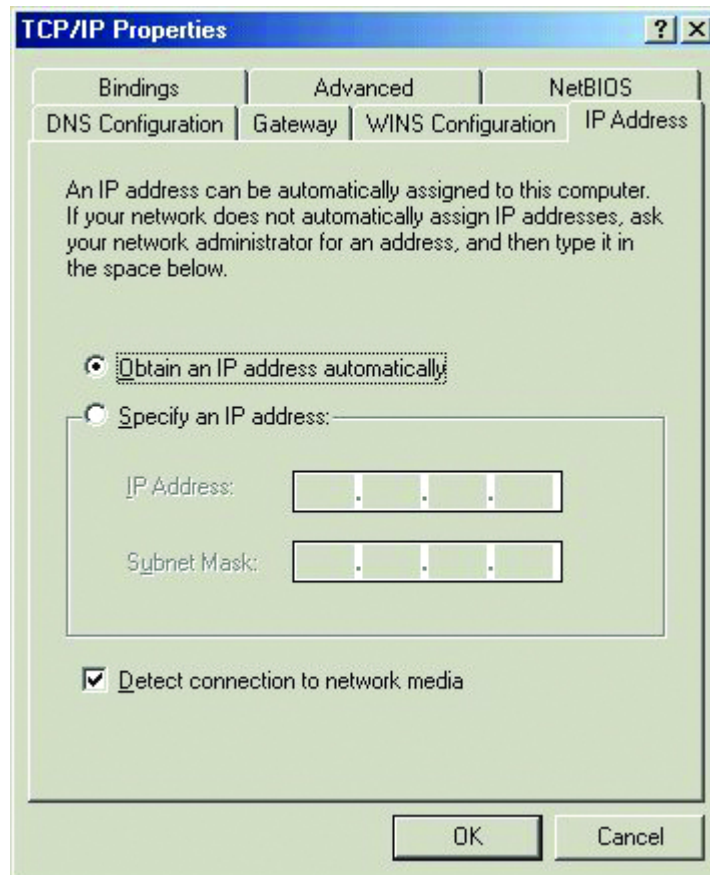 TCP/IP Properties
Bindings
Advanced
NetBIOS
DNS Configuration
Gateway
WINS Configuration
IP Address
An IP address can be automatically assigned to this computer.
If your network does not automatically assign IP addresses, ask
your network administrator for an address, and then type it in
the space below.
Obtain an IP address automatically
Specify an IP address:
IP Address:
. . .
Subnet Mask:
. . .
Detect connection to network media
OK
Cancel